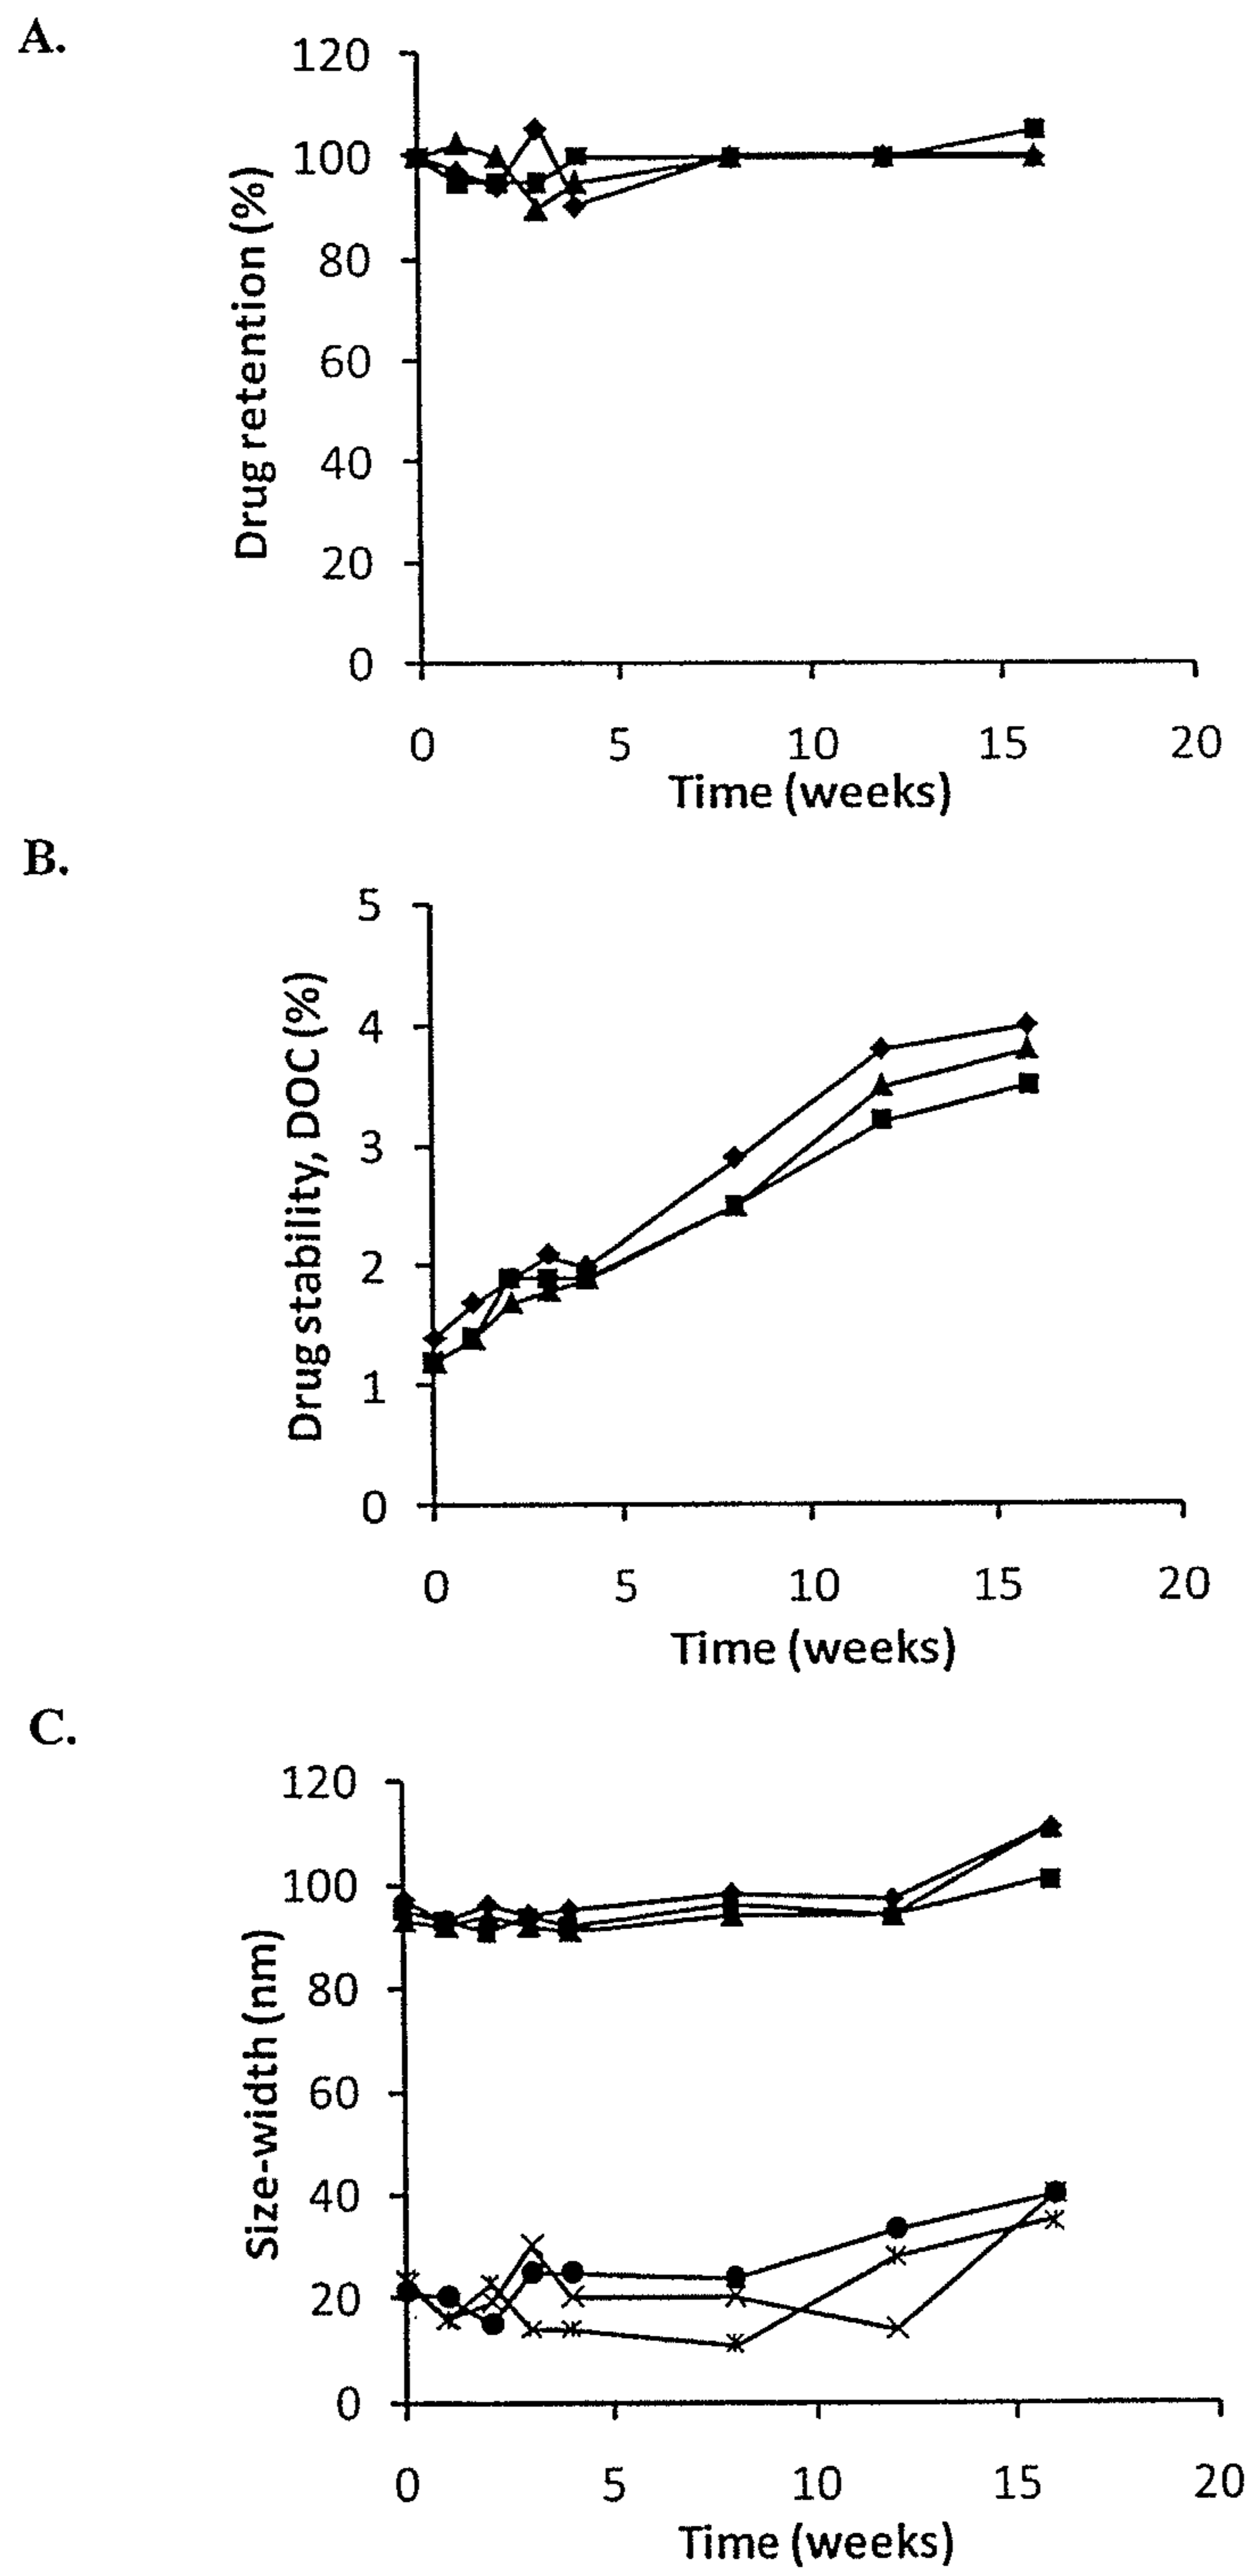 A.
120
100
80
60
40
20
0
Drug retention (%)
0 5 10 15 20
Time (weeks)
B.
5
4
3
2
1
0
Drug stability, DOC (%)
0 5 10 15 20
Time (weeks)
C.
120
100
80
60
40
20
0
Size-width (nm)
0 5 10 15 20
Time (weeks)